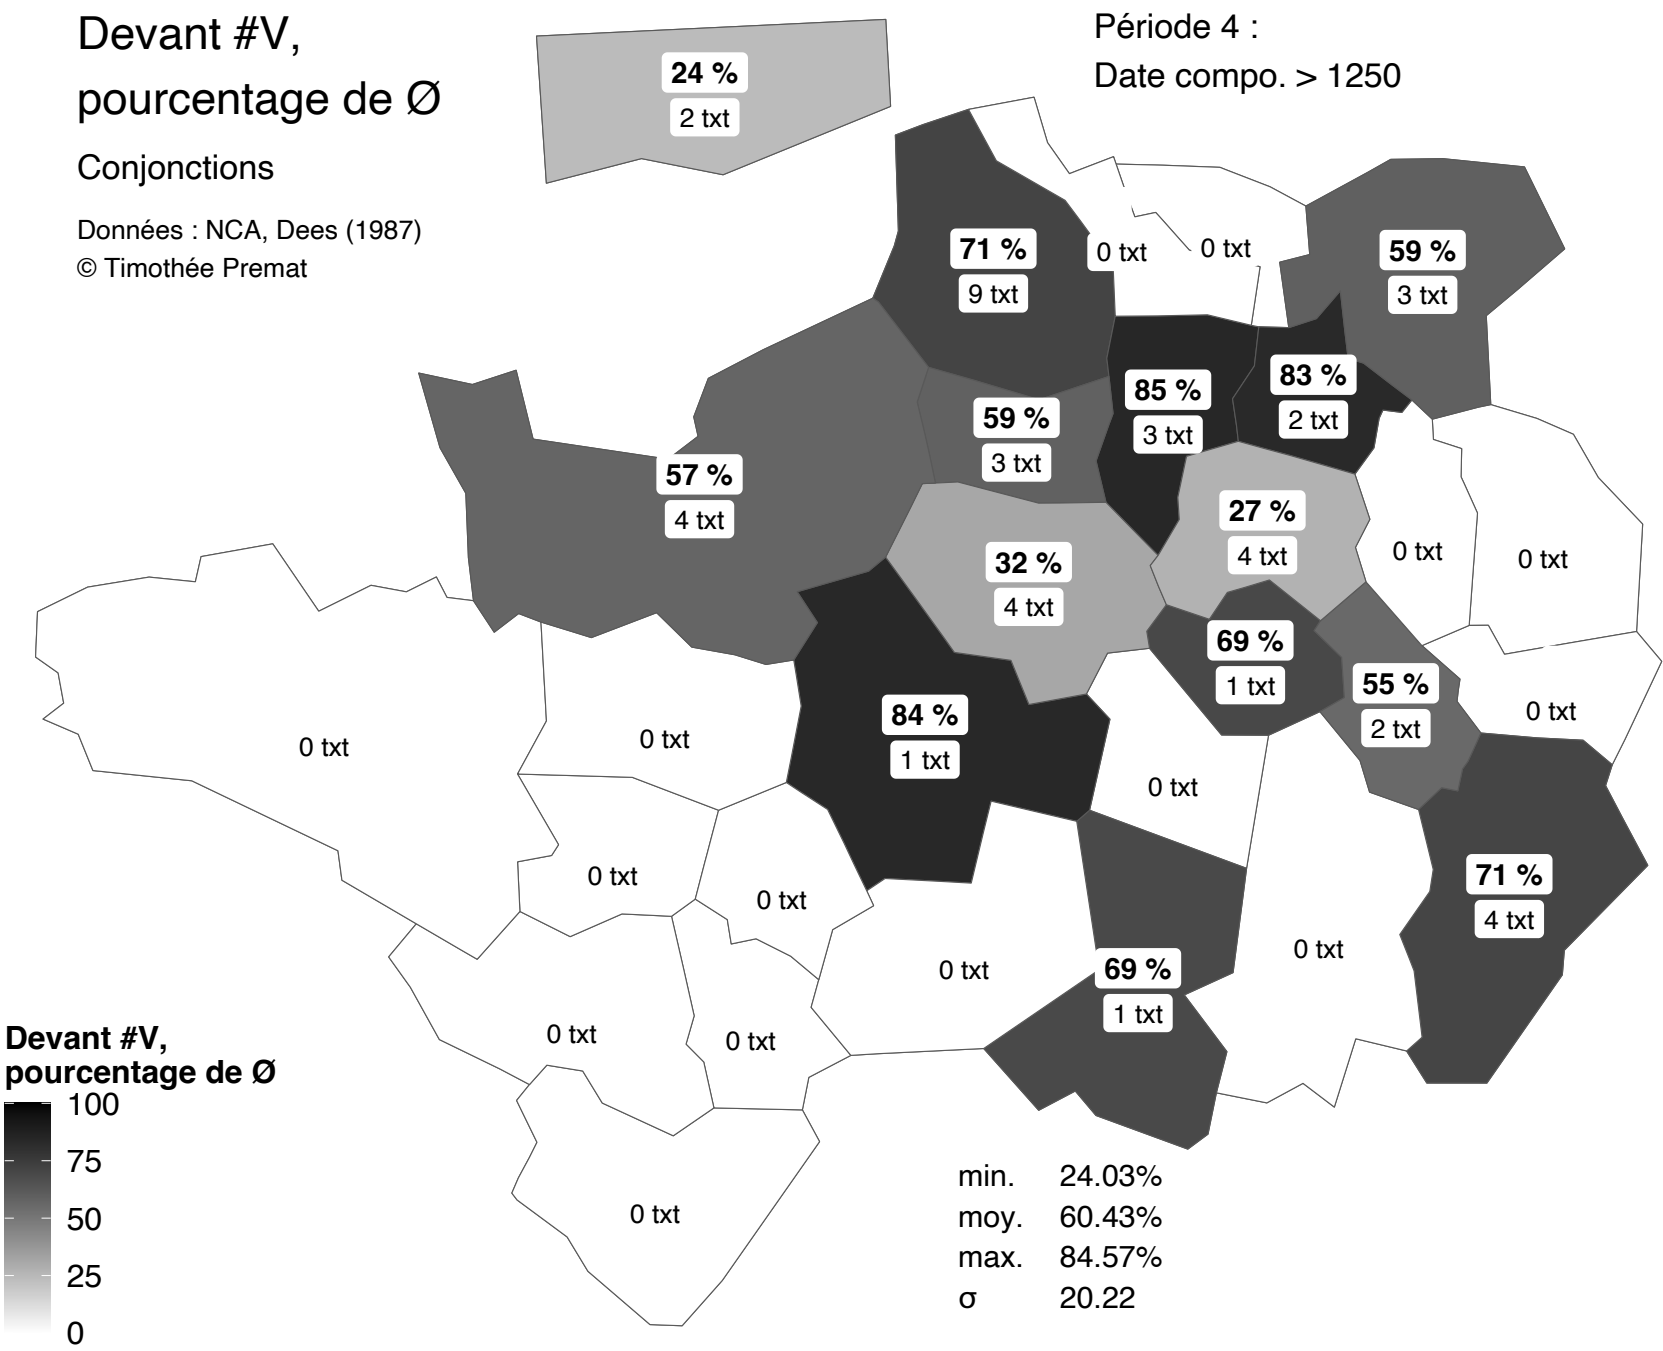 Devant #V,
pourcentage de Ø
Conjonctions
Données : NCA, Dees (1987)
© Timothée Premat
Période 4 :
Date compo. > 1250
24 %
2 txt
71 %
9 txt
0 txt
0 txt
59 %
3 txt
85 %
3 txt
83 %
2 txt
59 %
3 txt
57 %
4 txt
32 %
4 txt
27 %
4 txt
0 txt
0 txt
69 %
1 txt
55 %
2 txt
0 txt
0 txt
0 txt
84 %
1 txt
0 txt
0 txt
0 txt
71 %
4 txt
0 txt
69 %
1 txt
0 txt
0 txt
0 txt
0 txt
Devant #V,
pourcentage de Ø
100
75
50
25
0
min. 24.03%
moy. 60.43%
max. 84.57%
σ 20.22